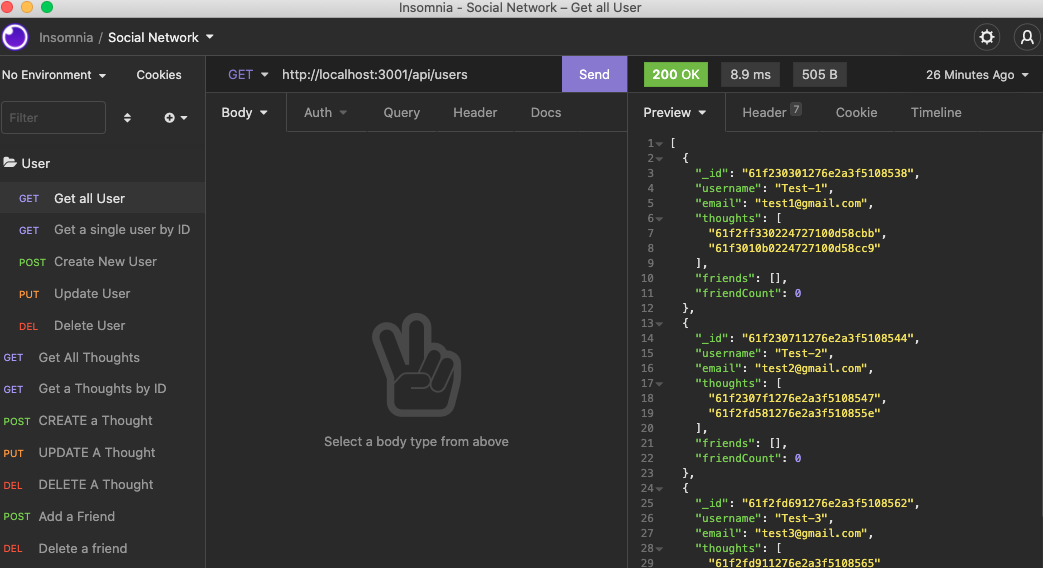 Insomnia - Social Network – Get all User
Insomnia / Social Network
No Environment
Cookies
GET
http://localhost:3001/api/users
Send
200 OK
8.9 ms
505 B
26 Minutes Ago
Filter
Body
Auth
Query
Header
Docs
Preview
Header 7
Cookie
Timeline
User
GET Get all User
GET Get a single user by ID
POST Create New User
PUT Update User
DEL Delete User
GET Get All Thoughts
GET Get a Thoughts by ID
POST CREATE a Thought
PUT UPDATE A Thought
DEL DELETE A Thought
POST Add a Friend
DEL Delete a friend
Select a body type from above
1 [
2 {
3 "_id": "61f230301276e2a3f5108538",
4 "username": "Test-1",
5 "email": "test1@gmail.com",
6 "thoughts": [
7 "61f2ff330224727100d58cbb",
8 "61f3010b0224727100d58cc9"
9 ],
10 "friends": [],
11 "friendCount": 0
12 },
13 {
14 "_id": "61f230711276e2a3f5108544",
15 "username": "Test-2",
16 "email": "test2@gmail.com",
17 "thoughts": [
18 "61f2307f1276e2a3f5108547",
19 "61f2fd581276e2a3f510855e"
20 ],
21 "friends": [],
22 "friendCount": 0
23 },
24 {
25 "_id": "61f2fd691276e2a3f5108562",
26 "username": "Test-3",
27 "email": "test3@gmail.com",
28 "thoughts": [
29 "61f2fd911276e2a3f5108565"